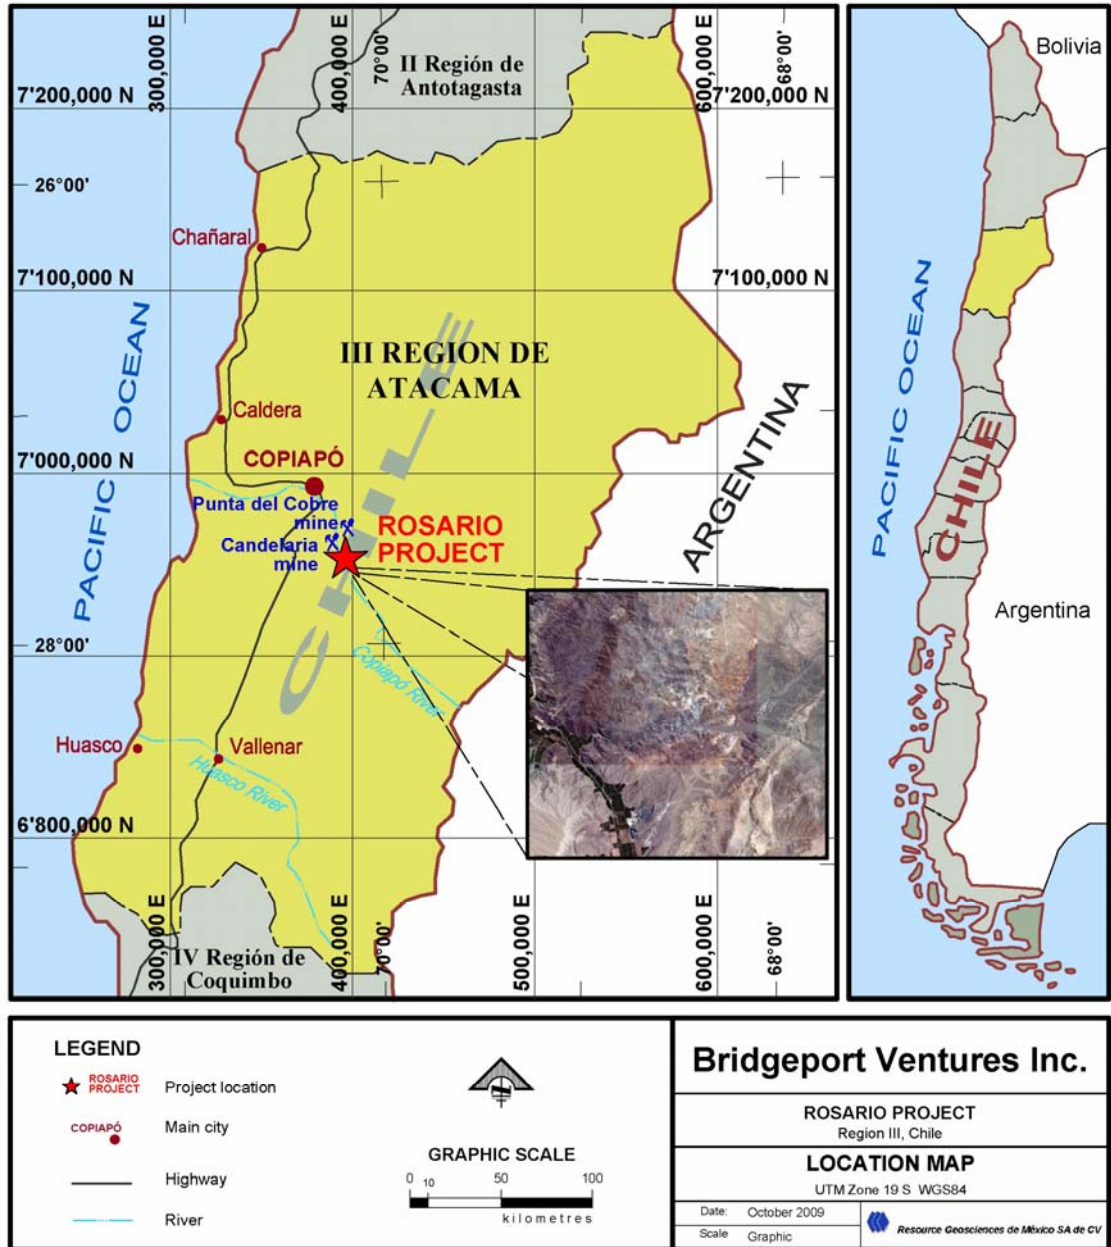 300,000 E
400,000 E
70°00'
600,000 E
68°00'
II Región de
Antotagasta
7'200,000 N
7'200,000 N
26°00'
Chañaral
7'100,000 N
7'100,000 N
PACIFIC OCEAN
III REGION DE
ATACAMA
CHILE
Caldera
ARGENTINA
7'000,000 N
COPIAPÓ
Punta del Cobre
mine
Candelaria
mine
ROSARIO
PROJECT
28°00'
Copiapó River
Huasco
Vallenar
Huasco River
6'800,000 N
300,000 E
400,000 E
70°00'
500,000 E
600,000 E
68°00'
IV Región de
Coquimbo
Bolivia
PACIFIC OCEAN
CHILE
Argentina
LEGEND
ROSARIO
PROJECT
Project location
COPIAPÓ
Main city
Highway
River
N
GRAPHIC SCALE
0 10 50 100
kilometres
Bridgeport Ventures Inc.
ROSARIO PROJECT
Region III, Chile
LOCATION MAP
UTM Zone 19 S WGS84
Date: October 2009
Scale Graphic
Resource Geosciences de México SA de CV